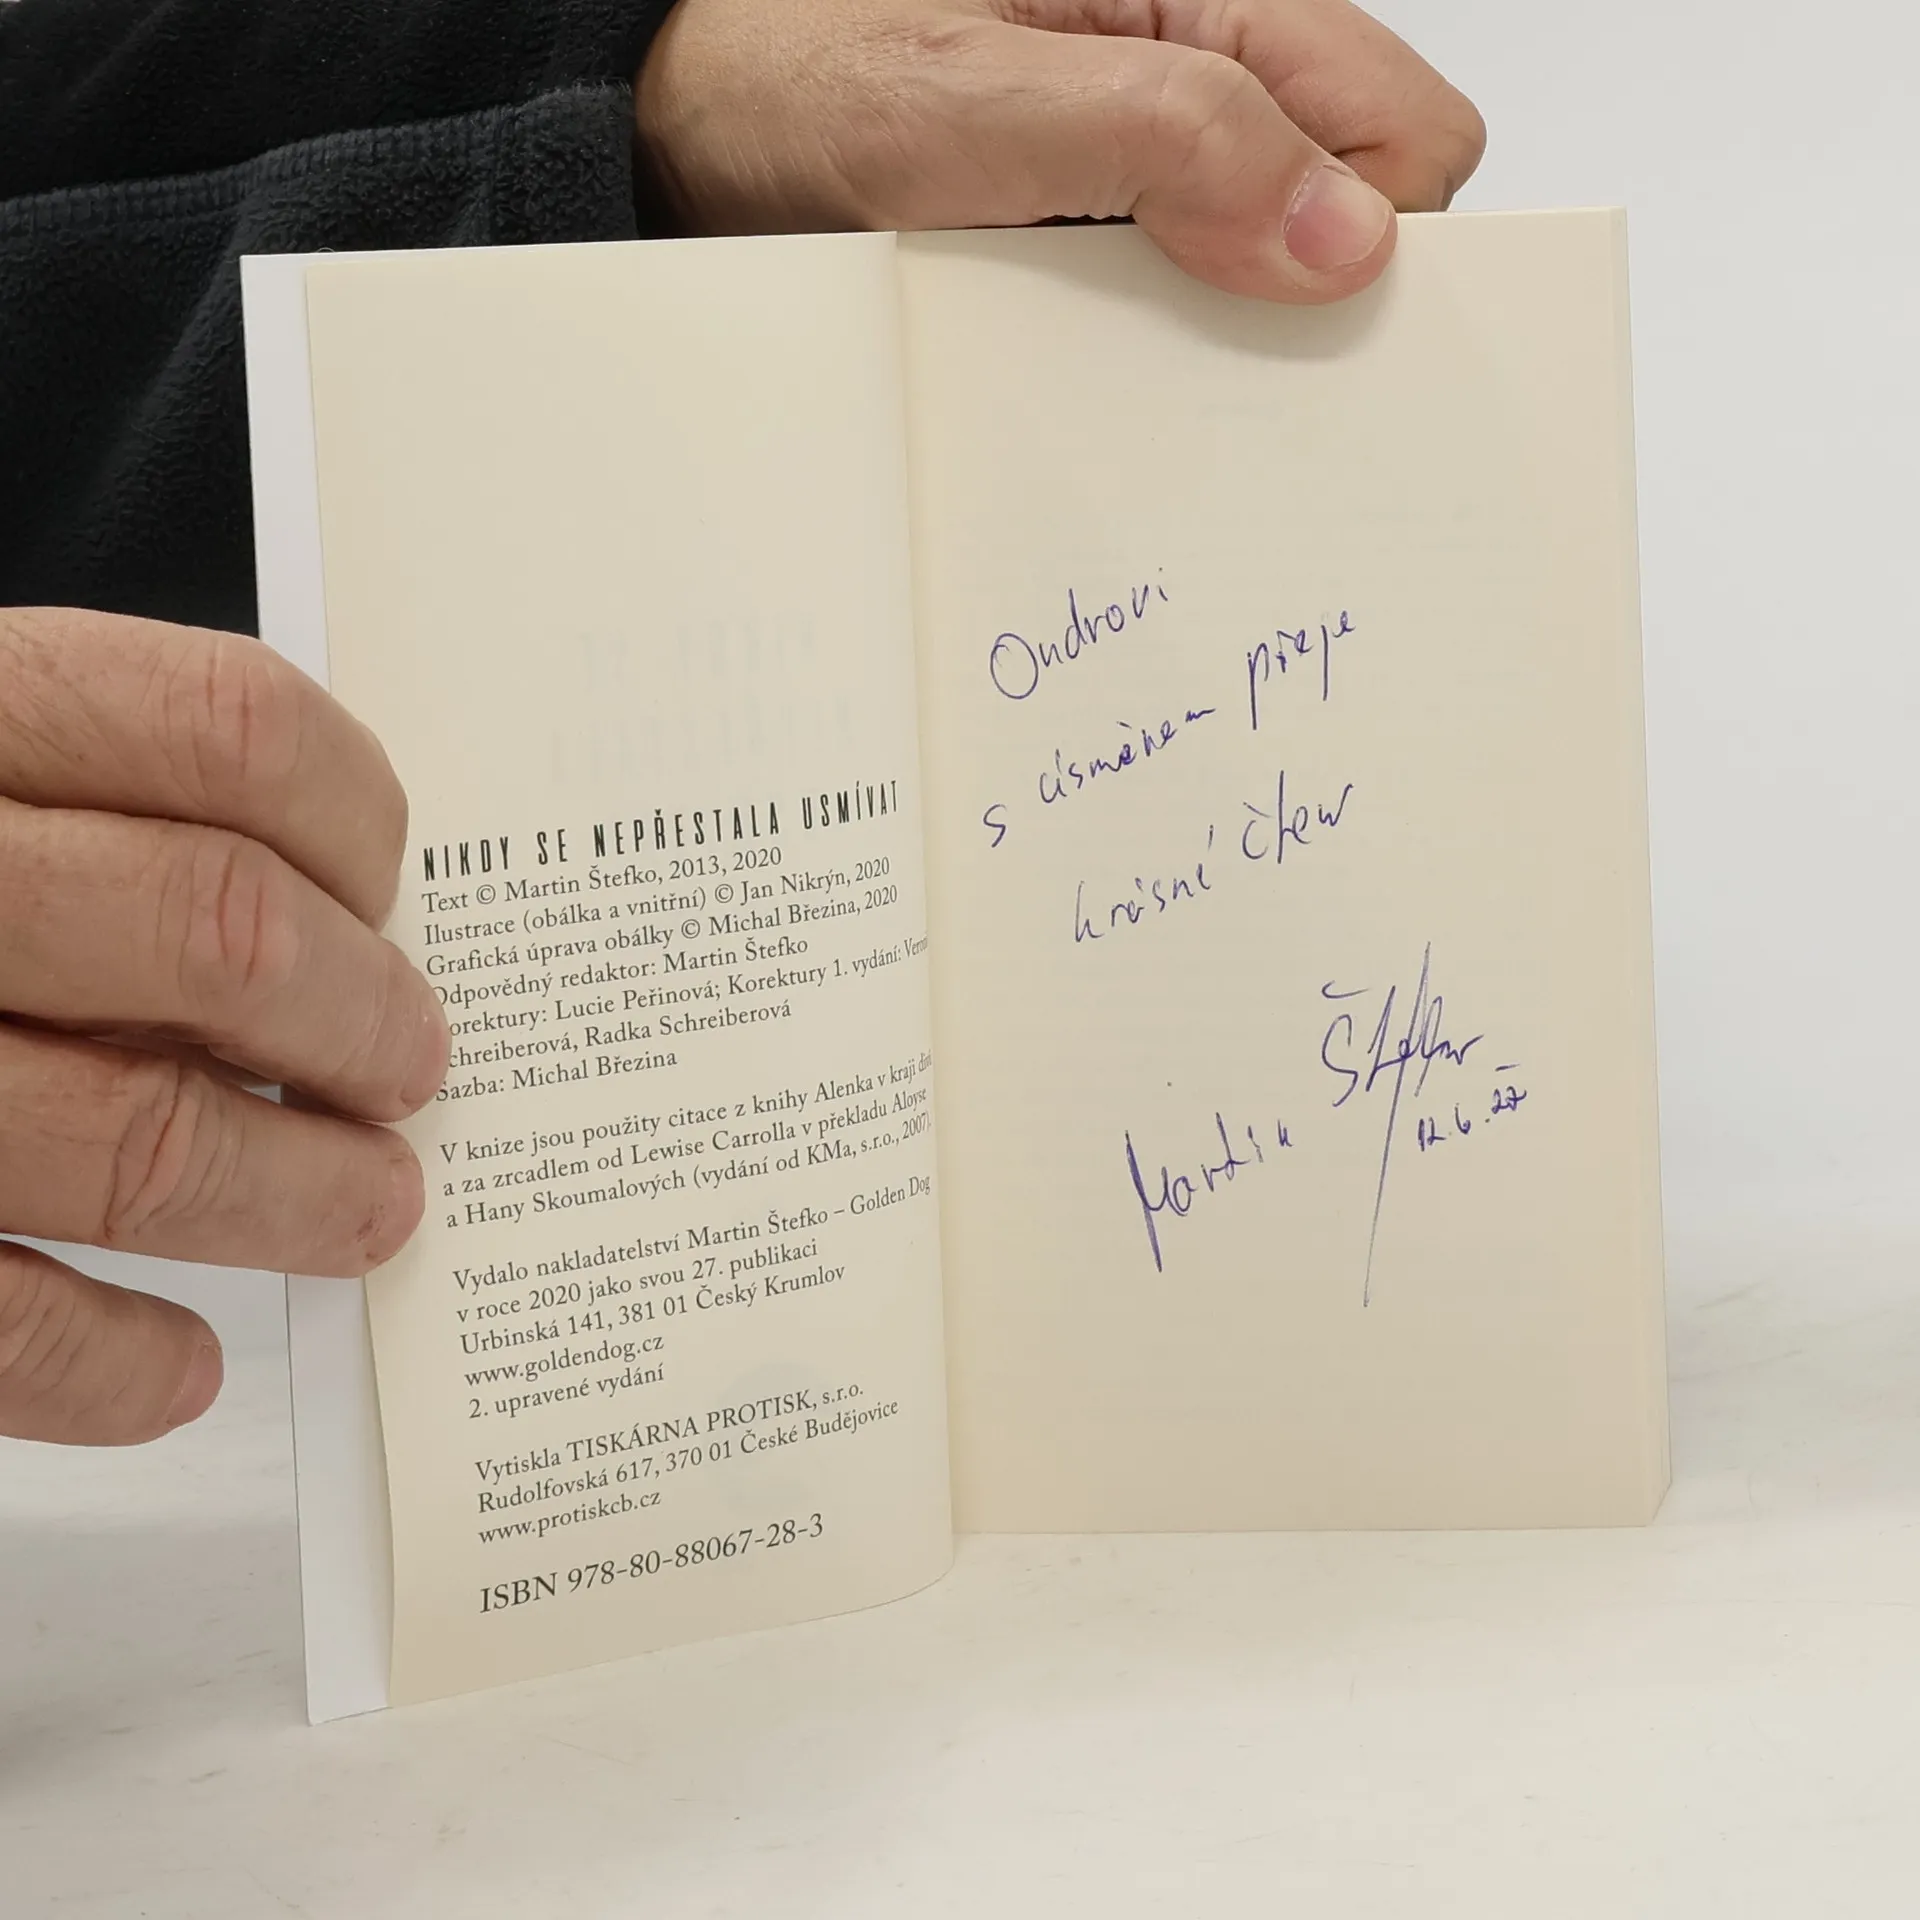 NIKDY SE NEPŘESTALA USMÍVAT
Text © Martin Štefko, 2013, 2020
Ilustrace (obálka a vnitřní) © Jan Nikrýn, 2020
Grafická úprava obálky © Michal Březina, 2020
Odpovědný redaktor: Martin Štefko
orektury: Lucie Peřinová; Korektury 1. vydání: Veroni
chreiberová, Radka Schreiberová
Sazba: Michal Březina
V knize jsou použity citace z knihy Alenka v kraji divů
a za zrcadlem od Lewise Carrolla v překladu Aloyse
a Hany Skoumalových (vydání od KMa, s.r.o., 2007).
Vydalo nakladatelství Martin Štefko – Golden Dog
v roce 2020 jako svou 27. publikaci
Urbinská 141, 381 01 Český Krumlov
www.goldendog.cz
2. upravené vydání
Vytiskla TISKÁRNA PROTISK, s.r.o.
Rudolfovská 617, 370 01 České Budějovice
www.protiskcb.cz
ISBN 978-80-88067-28-3
Ondrovi
s úsměvem přeje
krásné čtení
Martin Štefko
12.6.